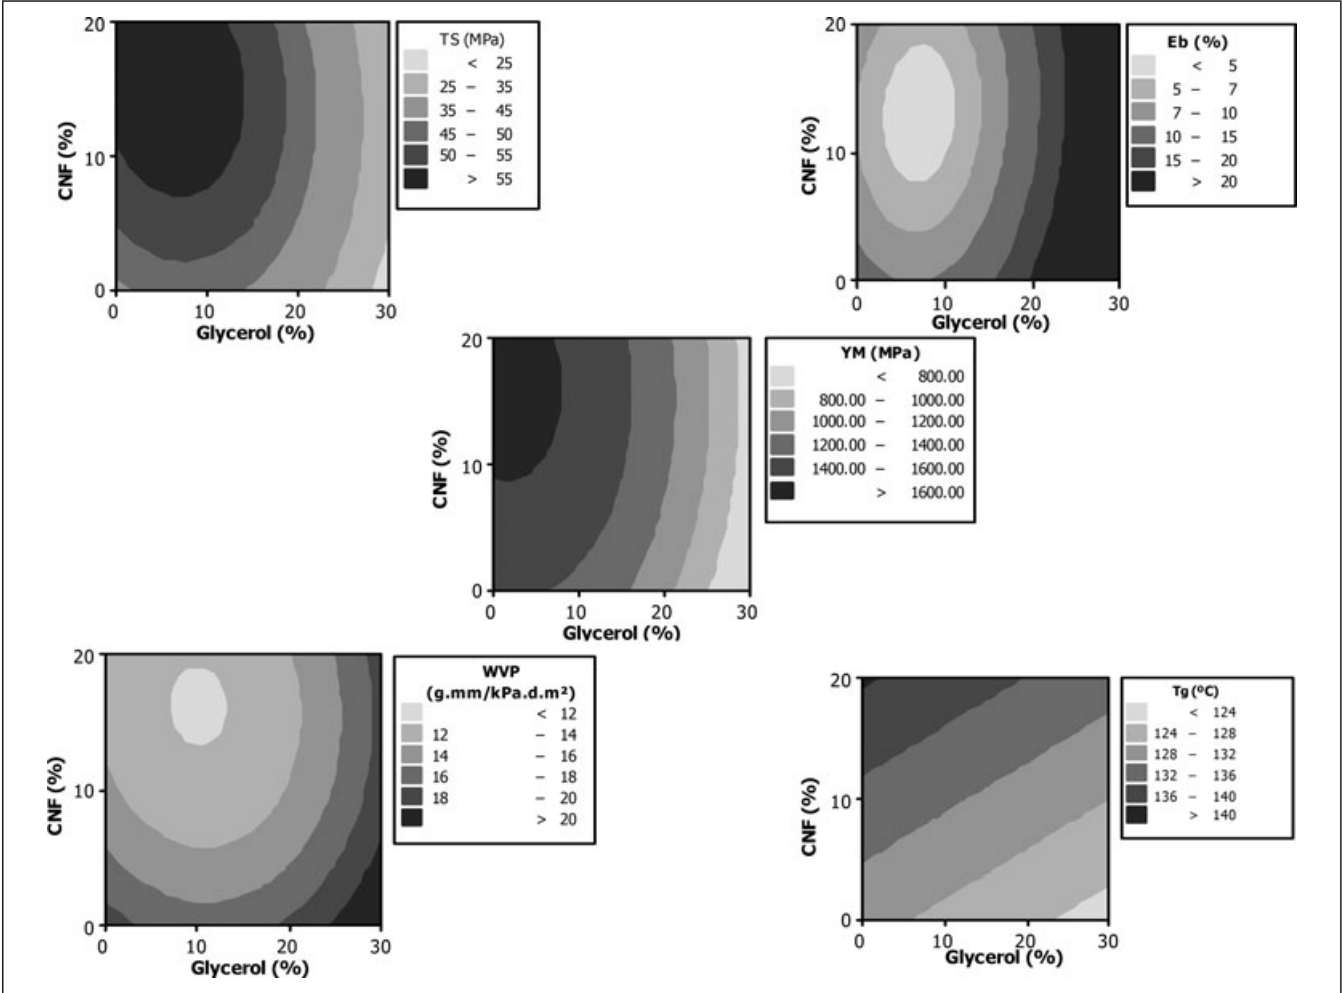 20
10
0
CNF (%)
0 10 20 30
Glycerol (%)
TS (MPa)
< 25
25 – 35
35 – 45
45 – 50
50 – 55
> 55
20
10
0
CNF (%)
0 10 20 30
Glycerol (%)
Eb (%)
< 5
5 – 7
7 – 10
10 – 15
15 – 20
> 20
20
10
0
CNF (%)
0 10 20 30
Glycerol (%)
YM (MPa)
< 800.00
800.00 – 1000.00
1000.00 – 1200.00
1200.00 – 1400.00
1400.00 – 1600.00
> 1600.00
20
10
0
CNF (%)
0 10 20 30
Glycerol (%)
WVP
(g.mm/kPa.d.m²)
< 12
12 – 14
14 – 16
16 – 18
18 – 20
> 20
20
10
0
CNF (%)
0 10 20 30
Glycerol (%)
Tg (ºC)
< 124
124 – 128
128 – 132
132 – 136
136 – 140
> 140